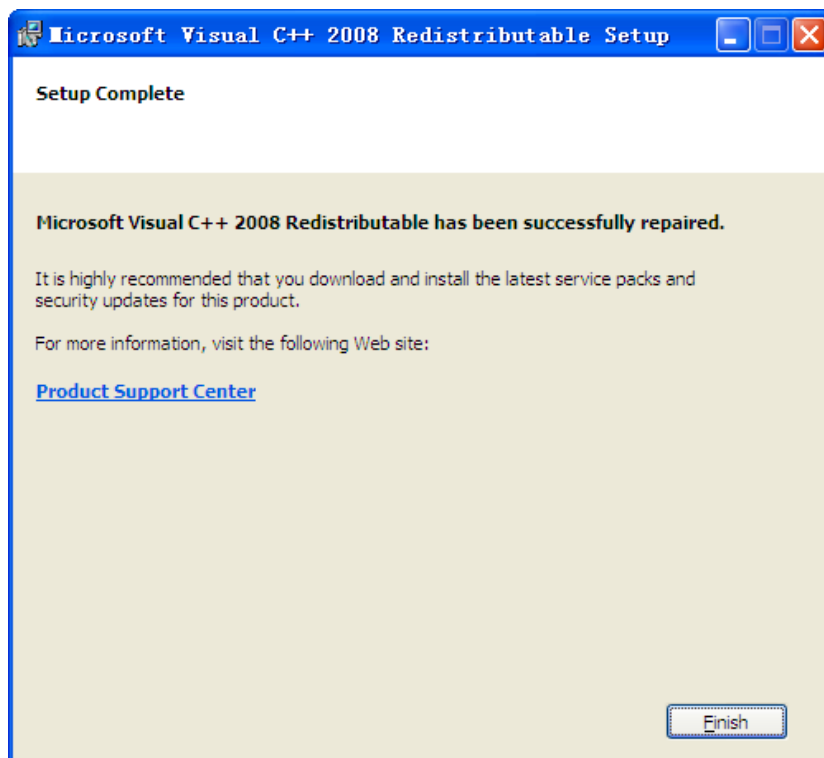 Microsoft Visual C++ 2008 Redistributable Setup
Setup Complete
Microsoft Visual C++ 2008 Redistributable has been successfully repaired.
It is highly recommended that you download and install the latest service packs and
security updates for this product.
For more information, visit the following Web site:
Product Support Center
Finish